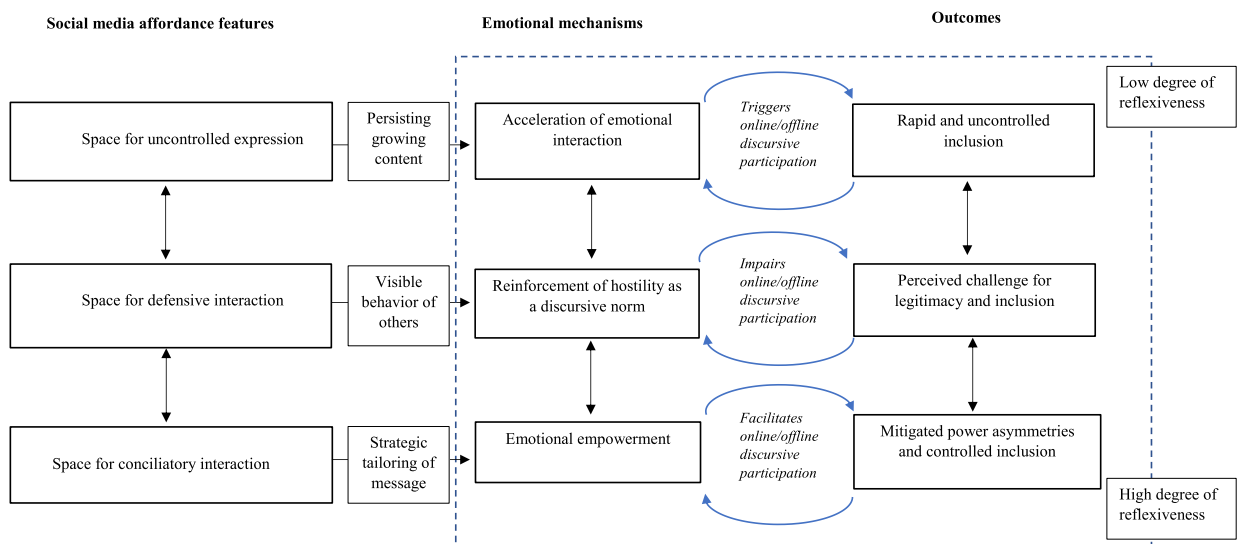 Social media affordance features
Emotional mechanisms
Outcomes
Low degree of
reflexiveness
Space for uncontrolled expression
Persisting
growing
content
Acceleration of emotional
interaction
Triggers
online/offline
discursive
participation
Rapid and uncontrolled
inclusion
Space for defensive interaction
Visible
behavior of
others
Reinforcement of hostility as
a discursive norm
Impairs
online/offline
discursive
participation
Perceived challenge for
legitimacy and inclusion
Space for conciliatory interaction
Strategic
tailoring of
message
Emotional empowerment
Facilitates
online/offline
discursive
participation
Mitigated power asymmetries
and controlled inclusion
High degree of
reflexiveness